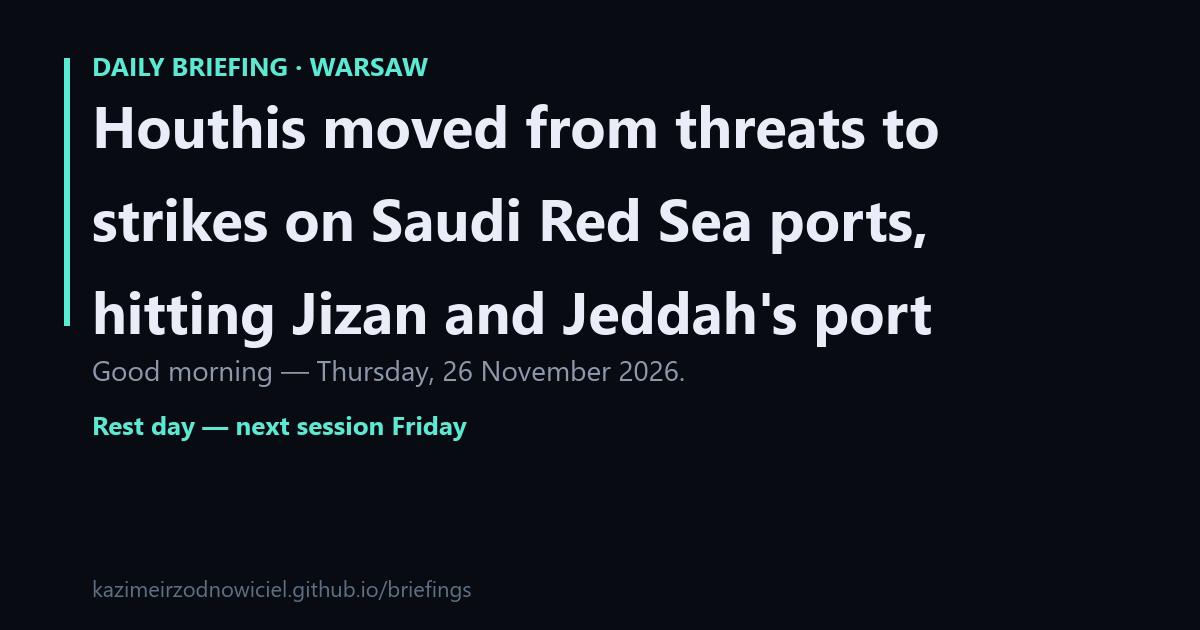 DAILY BRIEFING · WARSAW
Houthis moved from threats to
strikes on Saudi Red Sea ports,
hitting Jizan and Jeddah's port
Good morning — Thursday, 26 November 2026.
Rest day — next session Friday
kazimeirzodnowiciel.github.io/briefings